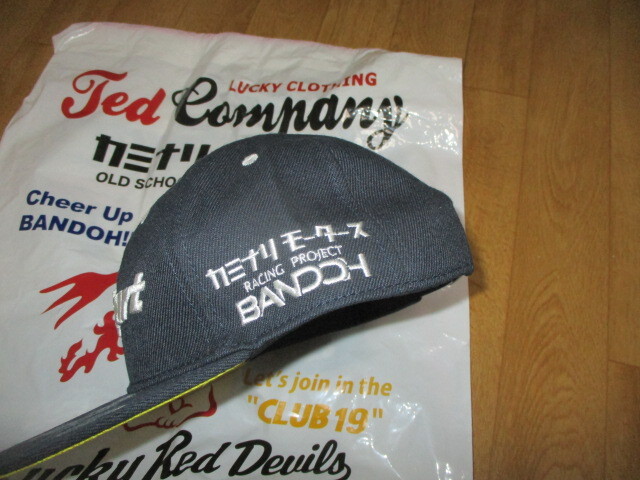 LUCKY CLOTHING
Ted Company
カミナリ
OLD SCHO
Cheer Up
BANDOH!
カミナリ モータース
RACING PROJECT
BANDOH
Let's join in the
"CLUB 19"
Lucky Red Devils